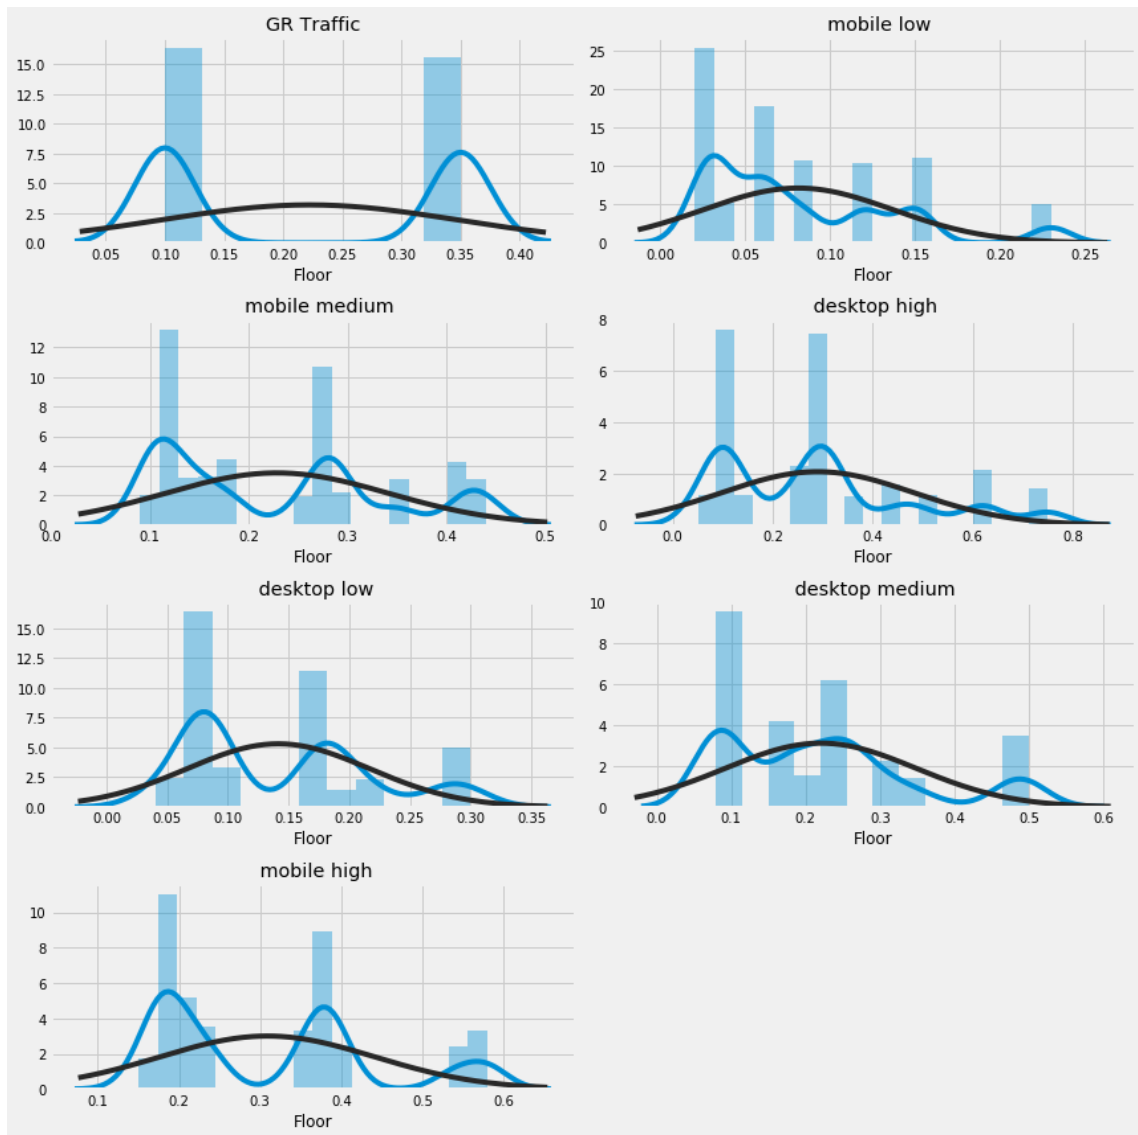 GR Traffic
15.0
12.5
10.0
7.5
5.0
2.5
0.0
0.05 0.10 0.15 0.20 0.25 0.30 0.35 0.40
Floor
mobile low
25
20
15
10
5
0
0.00 0.05 0.10 0.15 0.20 0.25
Floor
mobile medium
12
10
8
6
4
2
0
0.0 0.1 0.2 0.3 0.4 0.5
Floor
desktop high
8
6
4
2
0
0.0 0.2 0.4 0.6 0.8
Floor
desktop low
15.0
12.5
10.0
7.5
5.0
2.5
0.0
0.00 0.05 0.10 0.15 0.20 0.25 0.30 0.35
Floor
desktop medium
10
8
6
4
2
0
0.0 0.1 0.2 0.3 0.4 0.5 0.6
Floor
mobile high
10
8
6
4
2
0
0.1 0.2 0.3 0.4 0.5 0.6
Floor